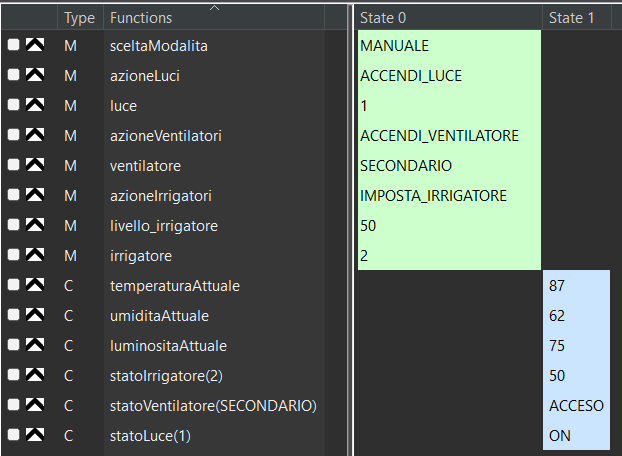 Type Functions State 0 State 1
M sceltaModalita MANUALE
M azioneLuci ACCENDI_LUCE
M luce 1
M azioneVentilatori ACCENDI_VENTILATORE
M ventilatore SECONDARIO
M azioneIrrigatori IMPOSTA_IRRIGATORE
M livello_irrigatore 50
M irrigatore 2
C temperaturaAttuale 87
C umiditaAttuale 62
C luminositaAttuale 75
C statoIrrigatore(2) 50
C statoVentilatore(SECONDARIO) ACCESO
C statoLuce(1) ON